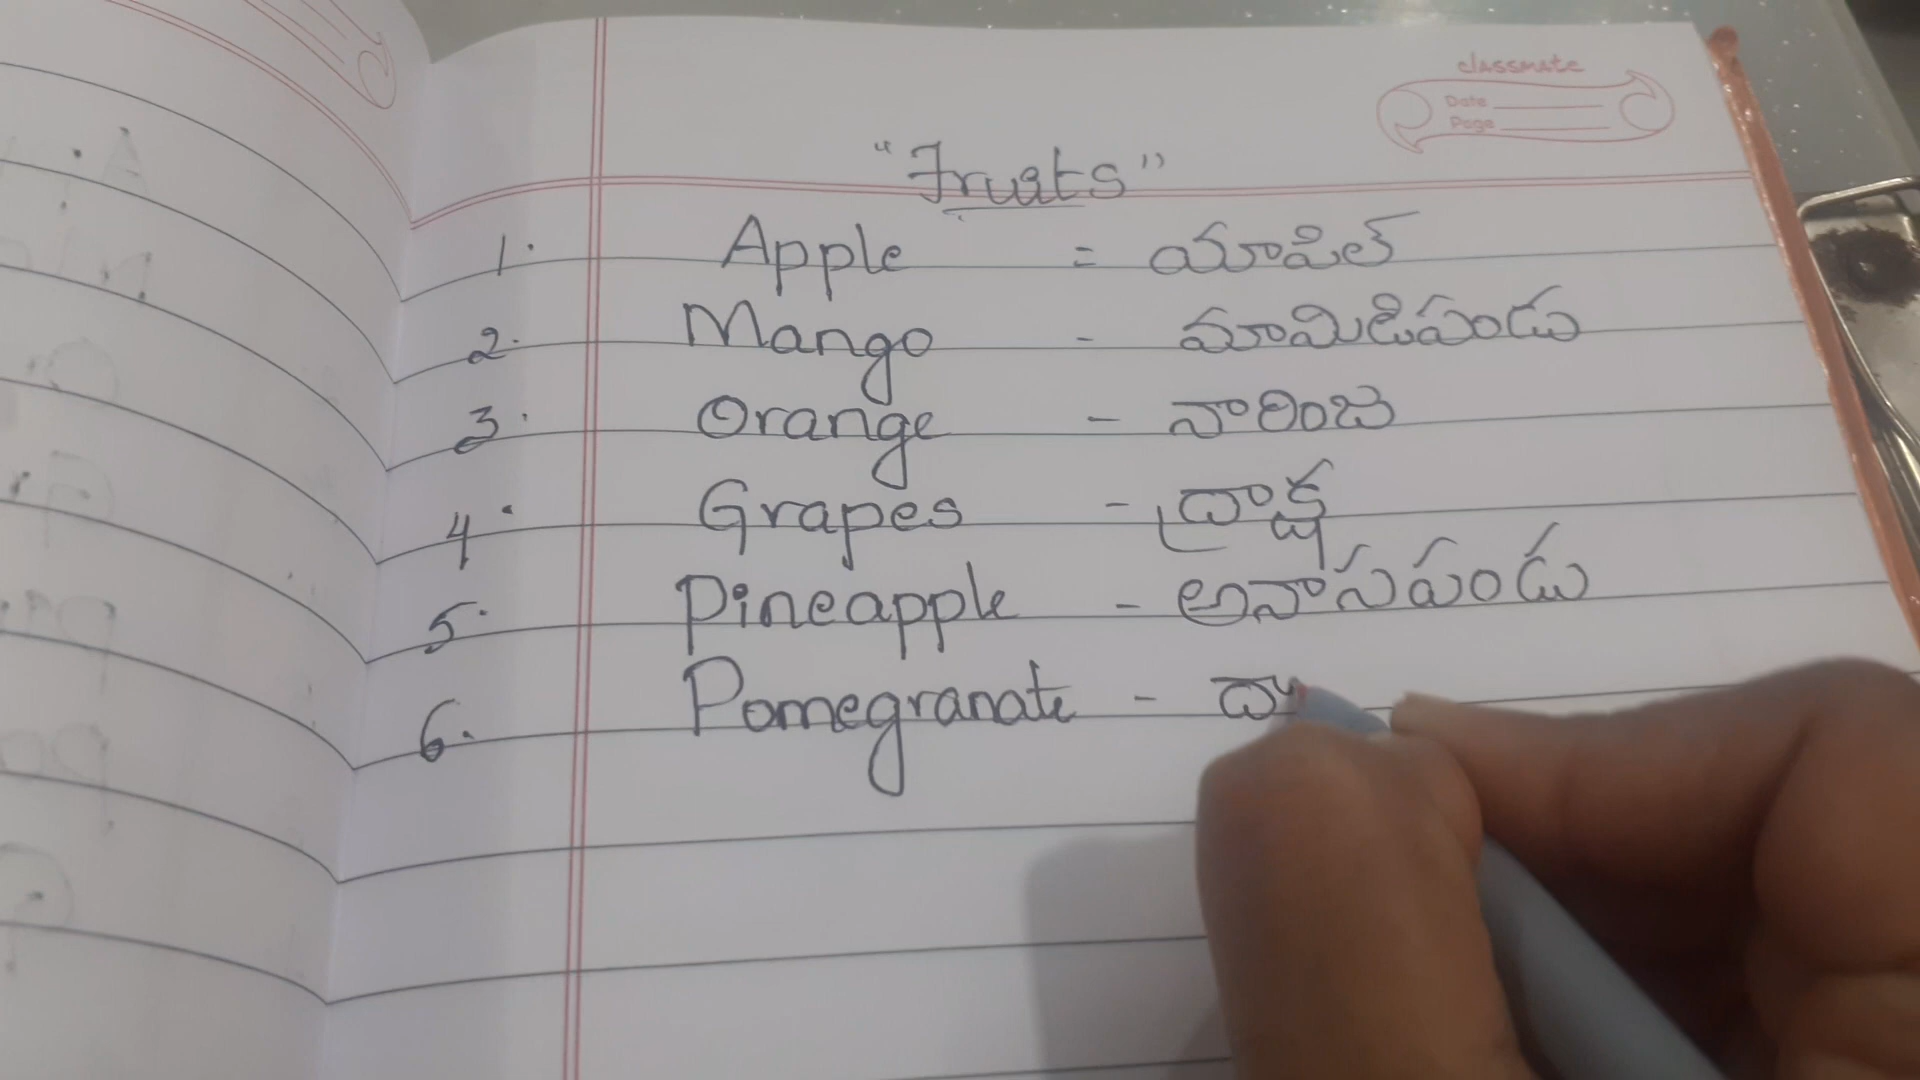 classmate
Date
Page
"Fruits"
1. Apple = యాపిల్
2. Mango - మామిడిపండు
3. Orange - నారింజ
4. Grapes - ద్రాక్ష
5. Pineapple - అనాసపండు
6. Pomegranate - దా